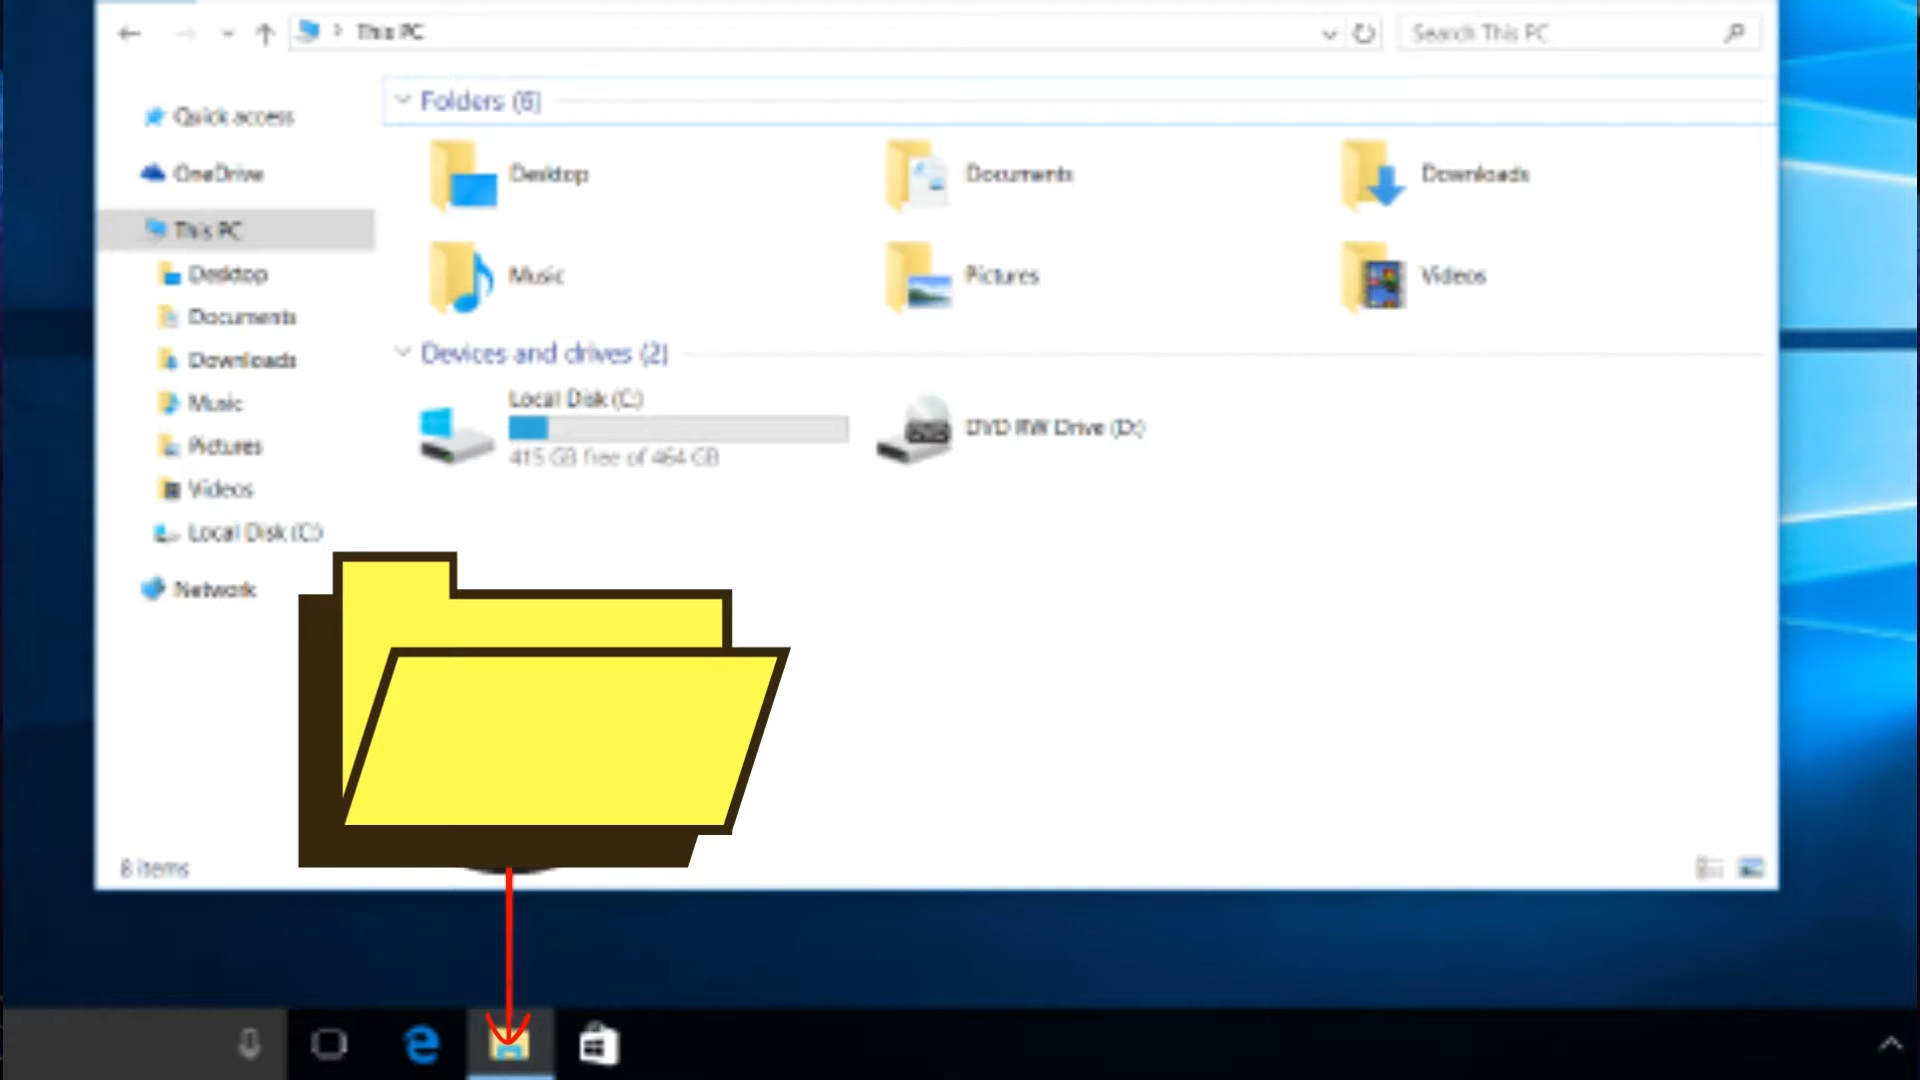 This PC
Search This PC
Quick access
OneDrive
This PC
Desktop
Documents
Downloads
Music
Pictures
Videos
Local Disk (C:)
Network
Folders (6)
Desktop
Documents
Downloads
Music
Pictures
Videos
Devices and drives (2)
Local Disk (C:)
415 GB free of 464 GB
DVD RW Drive (D:)
8 items